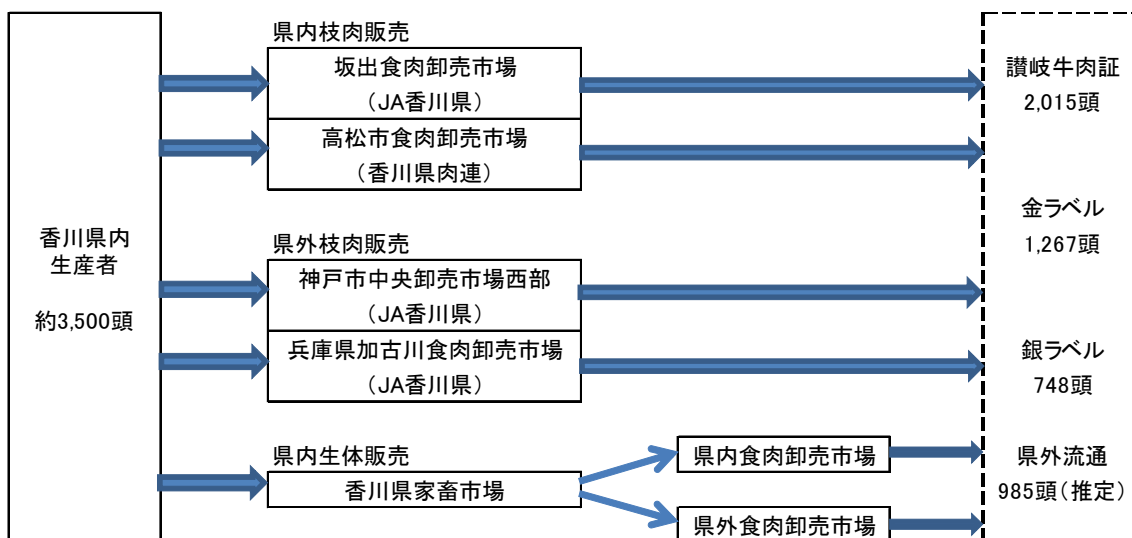 香川県内
生産者
約3,500頭
県内枝肉販売
坂出食肉卸売市場
（JA香川県）
高松市食肉卸売市場
（香川県肉連）
県外枝肉販売
神戸市中央卸売市場西部
（JA香川県）
兵庫県加古川食肉卸売市場
（JA香川県）
県内生体販売
香川県家畜市場
県内食肉卸売市場
県外食肉卸売市場
讃岐牛肉証
2,015頭
金ラベル
1,267頭
銀ラベル
748頭
県外流通
985頭（推定）